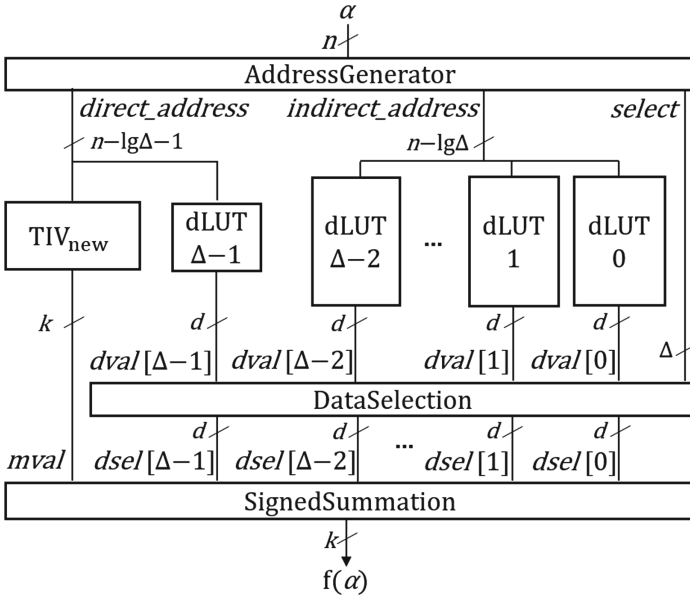 α
n
AddressGenerator
direct_address indirect_address select
n−lgΔ−1 n−lgΔ
TIVnew dLUT Δ−1 dLUT Δ−2 ... dLUT 1 dLUT 0
k d d d d
dval[Δ−1] dval[Δ−2] dval[1] dval[0] Δ
DataSelection
d d ... d d
mval dsel[Δ−1] dsel[Δ−2] dsel[1] dsel[0]
SignedSummation
k
f(α)